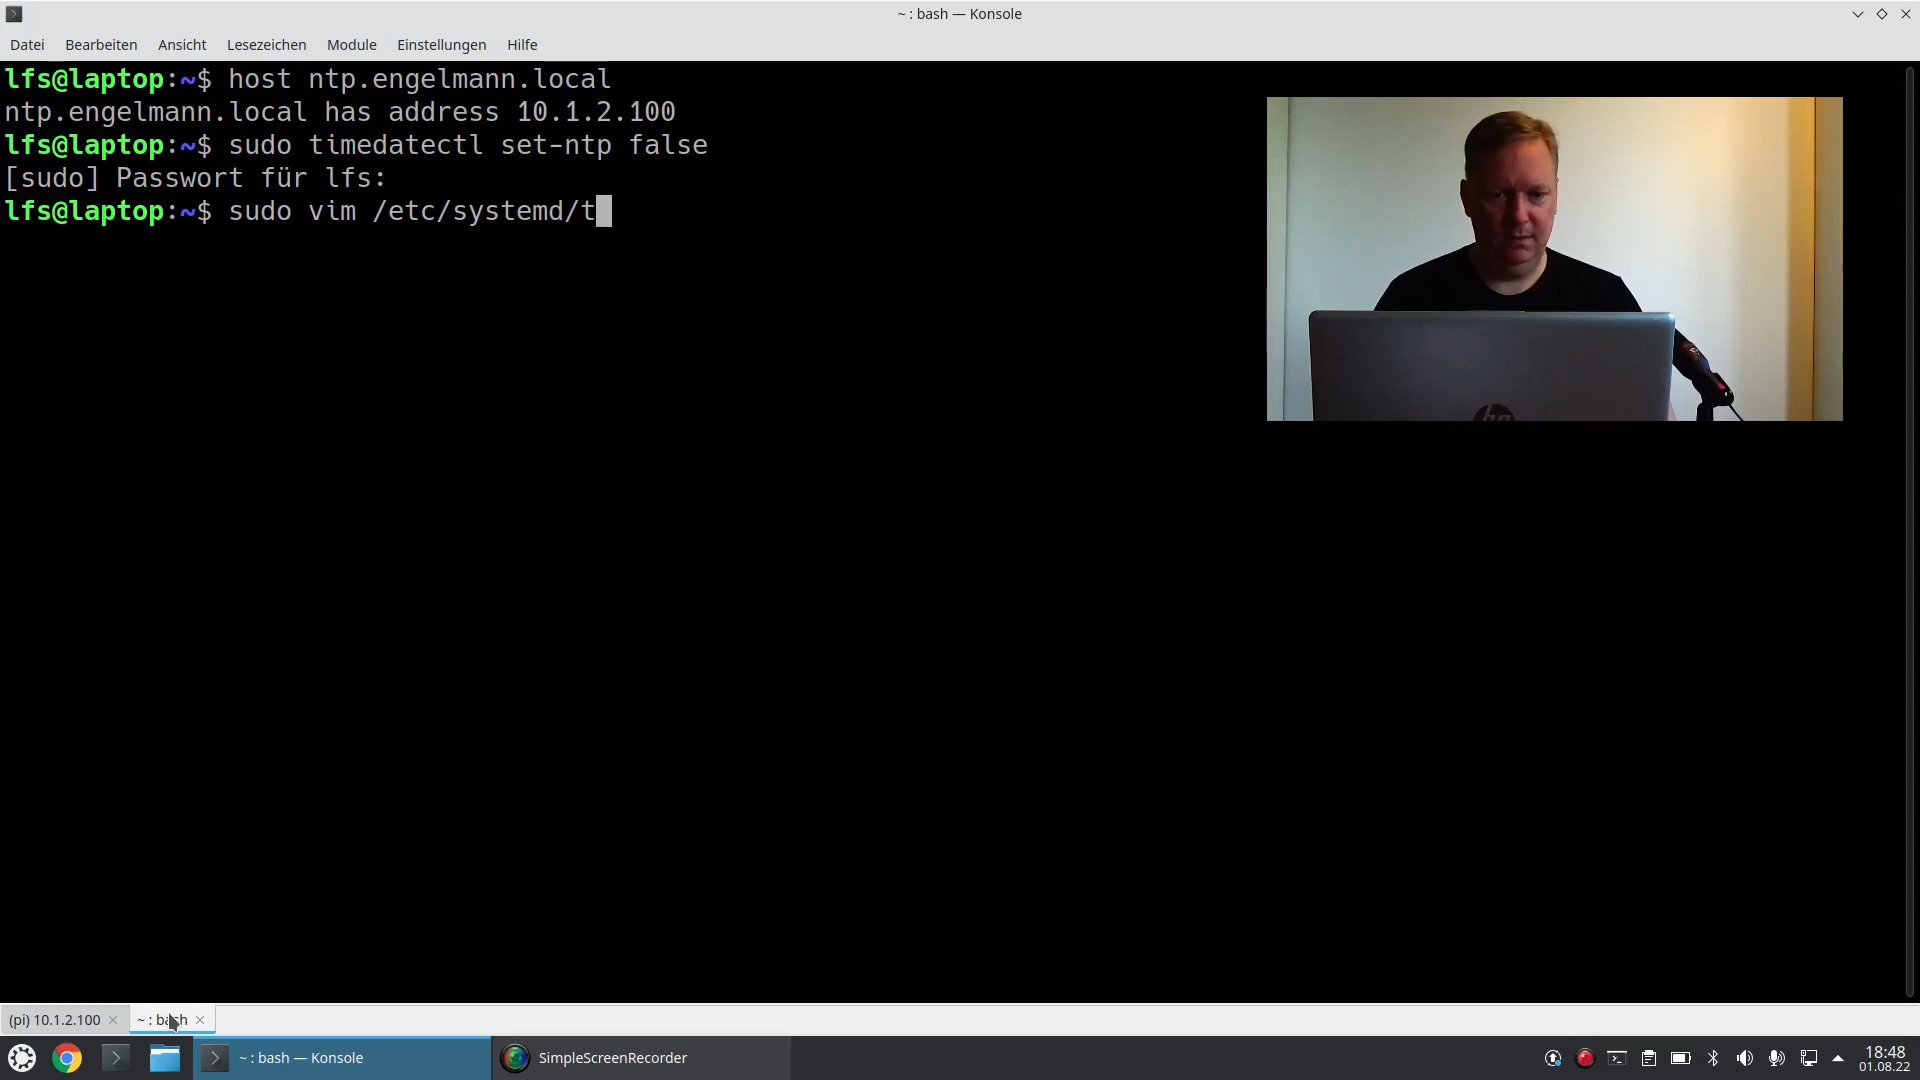 ~ : bash — Konsole
Datei Bearbeiten Ansicht Lesezeichen Module Einstellungen Hilfe
lfs@laptop:~$ host ntp.engelmann.local
ntp.engelmann.local has address 10.1.2.100
lfs@laptop:~$ sudo timedatectl set-ntp false
[sudo] Passwort für lfs:
lfs@laptop:~$ sudo vim /etc/systemd/t
hp
(pi) 10.1.2.100
~ : bash
~ : bash — Konsole
SimpleScreenRecorder
18:48
01.08.22